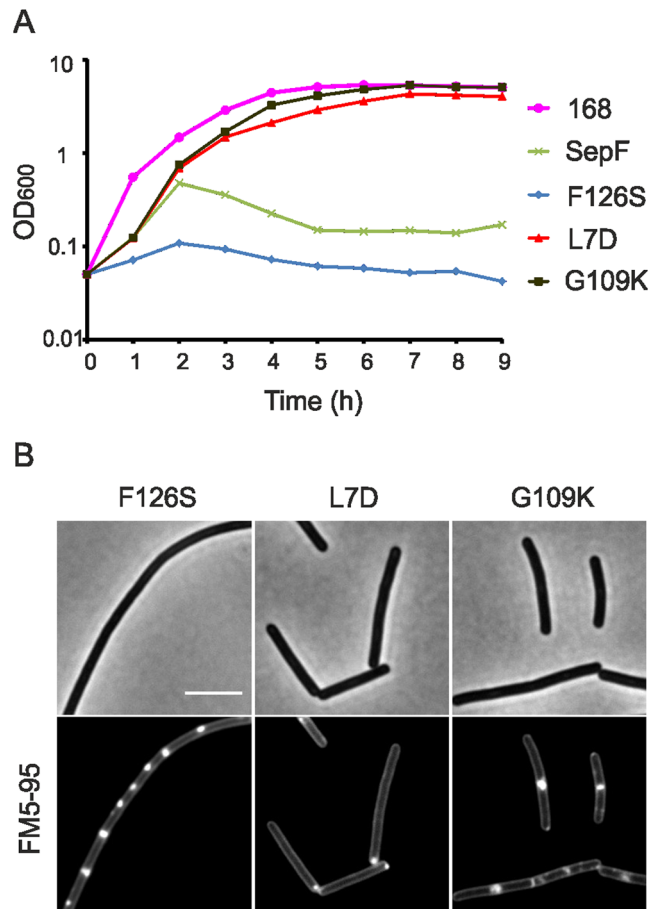 A
OD600
10
1
0.1
0.01
0 1 2 3 4 5 6 7 8 9
Time (h)
168
SepF
F126S
L7D
G109K
B
F126S L7D G109K
FM5-95